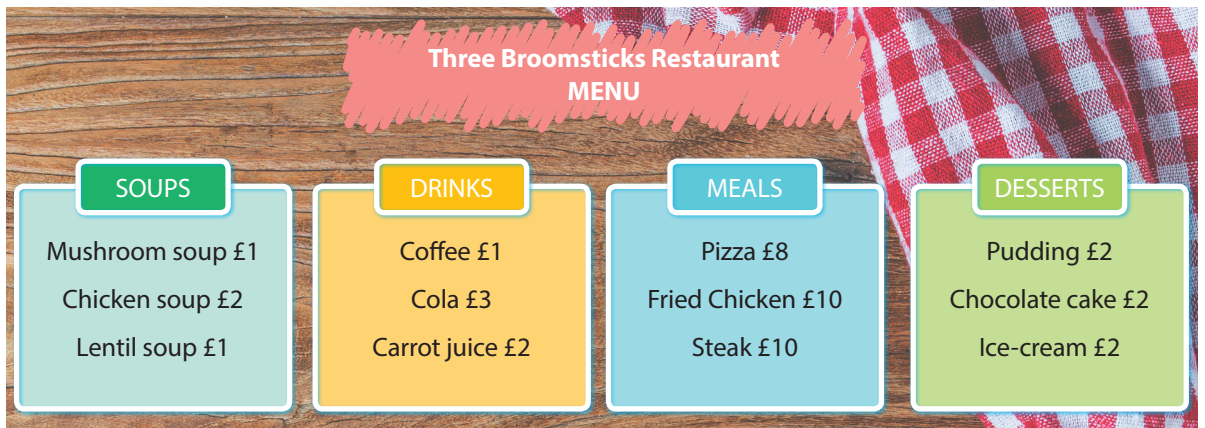 Three Broomsticks Restaurant
MENU
SOUPS
Mushroom soup £1
Chicken soup £2
Lentil soup £1
DRINKS
Coffee £1
Cola £3
Carrot juice £2
MEALS
Pizza £8
Fried Chicken £10
Steak £10
DESSERTS
Pudding £2
Chocolate cake £2
Ice-cream £2